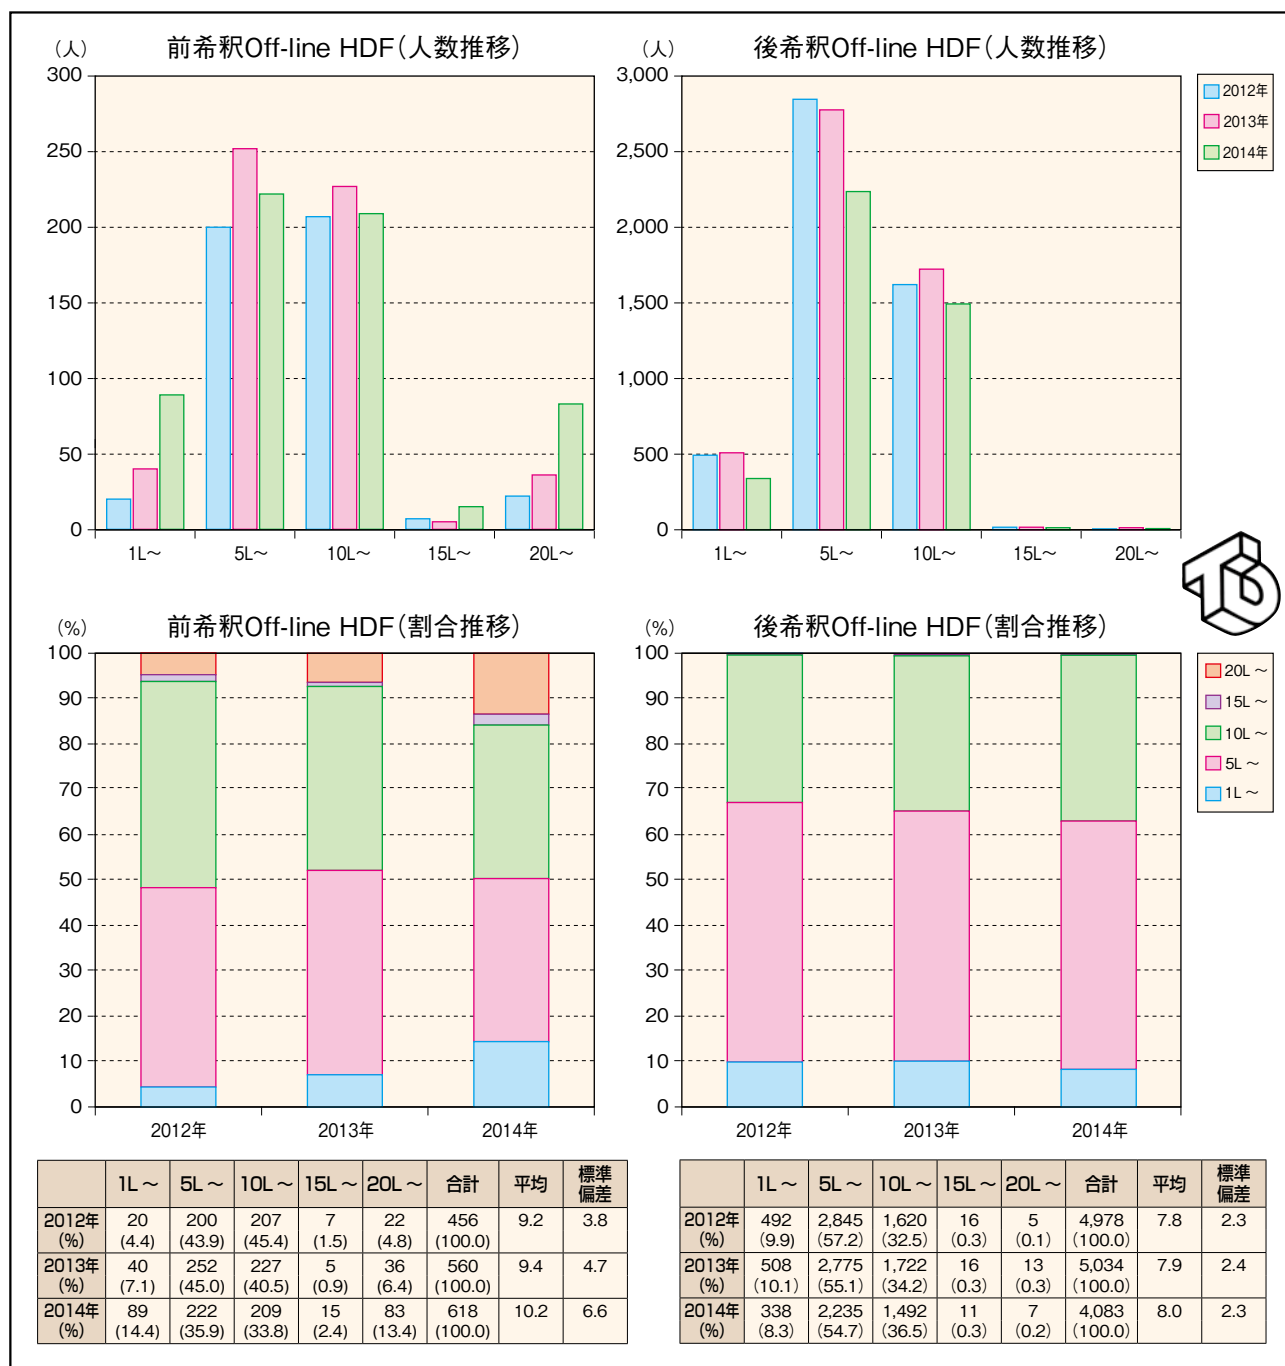 前希釈Off-line HDF(人数推移)
(人)
300
250
200
150
100
50
0
1L～ 5L～ 10L～ 15L～ 20L～
後希釈Off-line HDF(人数推移)
(人)
3,000
2,500
2,000
1,500
1,000
500
0
1L～ 5L～ 10L～ 15L～ 20L～
2012年
2013年
2014年
前希釈Off-line HDF(割合推移)
(%)
100
90
80
70
60
50
40
30
20
10
0
2012年 2013年 2014年
後希釈Off-line HDF(割合推移)
(%)
100
90
80
70
60
50
40
30
20
10
0
2012年 2013年 2014年
20L～
15L～
10L～
5L～
1L～
1L～ 5L～ 10L～ 15L～ 20L～ 合計 平均 標準偏差
2012年 20 200 207 7 22 456 9.2 3.8
(%) (4.4) (43.9) (45.4) (1.5) (4.8) (100.0)
2013年 40 252 227 5 36 560 9.4 4.7
(%) (7.1) (45.0) (40.5) (0.9) (6.4) (100.0)
2014年 89 222 209 15 83 618 10.2 6.6
(%) (14.4) (35.9) (33.8) (2.4) (13.4) (100.0)
1L～ 5L～ 10L～ 15L～ 20L～ 合計 平均 標準偏差
2012年 492 2,845 1,620 16 5 4,978 7.8 2.3
(%) (9.9) (57.2) (32.5) (0.3) (0.1) (100.0)
2013年 508 2,775 1,722 16 13 5,034 7.9 2.4
(%) (10.1) (55.1) (34.2) (0.3) (0.3) (100.0)
2014年 338 2,235 1,492 11 7 4,083 8.0 2.3
(%) (8.3) (54.7) (36.5) (0.3) (0.2) (100.0)